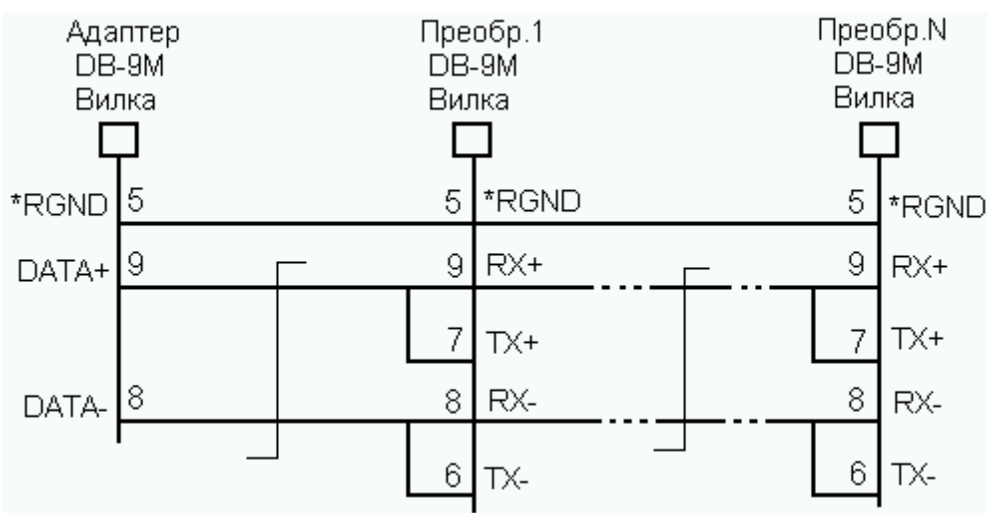 Адаптер Преобр.1 Преобр.N
DB-9M DB-9M DB-9M
Вилка Вилка Вилка
*RGND 5 5 *RGND 5 *RGND
DATA+ 9 9 RX+ 9 RX+
7 TX+ 7 TX+
DATA- 8 8 RX- 8 RX-
6 TX- 6 TX-